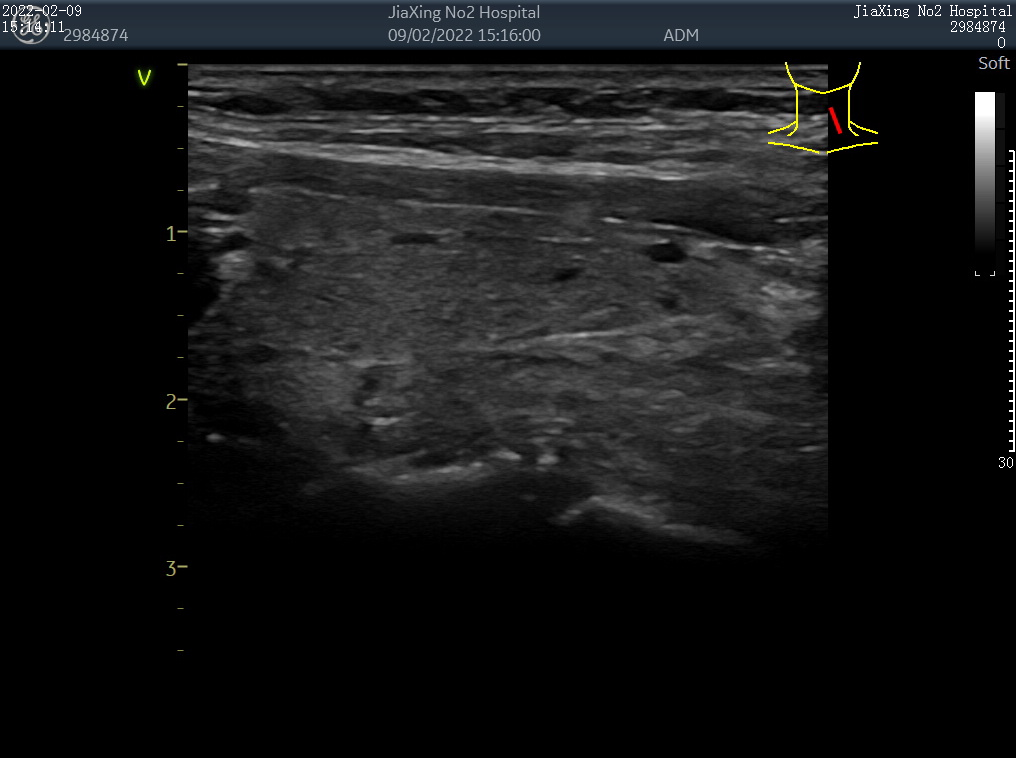 2022-02-09
15:14:11
2984874
JiaXing No2 Hospital
09/02/2022 15:16:00
ADM
JiaXing No2 Hospital
2984874
0
Soft
V
1
2
3
30